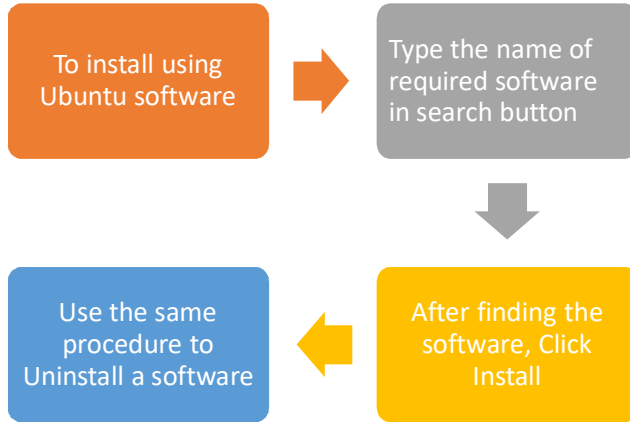 To install using
Ubuntu software
Type the name of
required software
in search button
After finding the
software, Click
Install
Use the same
procedure to
Uninstall a software